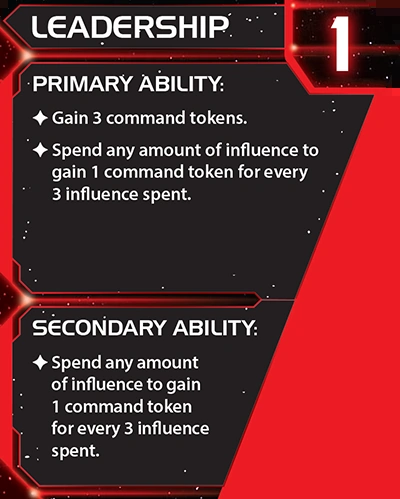 LEADERSHIP
1
PRIMARY ABILITY:
Gain 3 command tokens.
Spend any amount of influence to
gain 1 command token for every
3 influence spent.
SECONDARY ABILITY:
Spend any amount
of influence to gain
1 command token
for every 3 influence
spent.